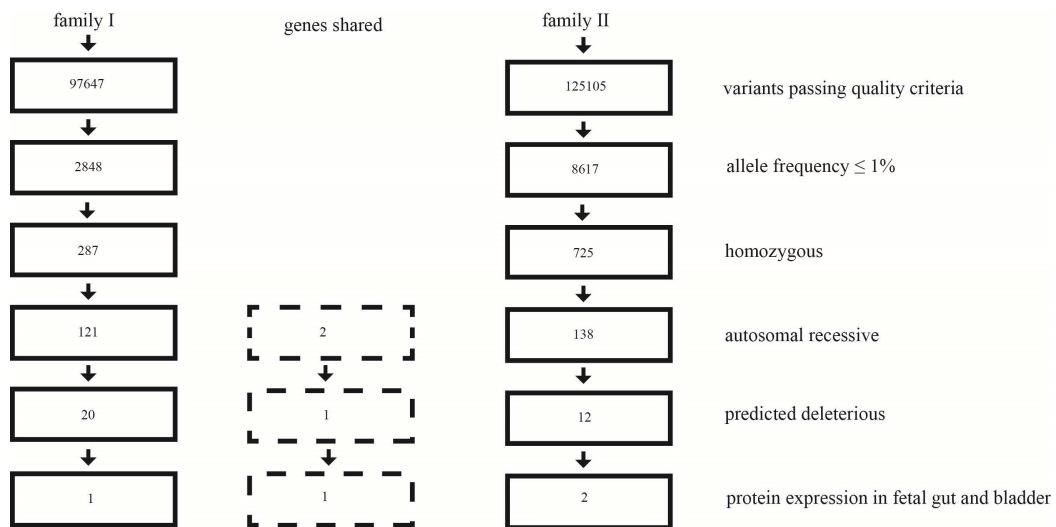 family I genes shared family II
97647 125105 variants passing quality criteria
2848 8617 allele frequency ≤ 1%
287 725 homozygous
121 2 138 autosomal recessive
20 1 12 predicted deleterious
1 1 2 protein expression in fetal gut and bladder